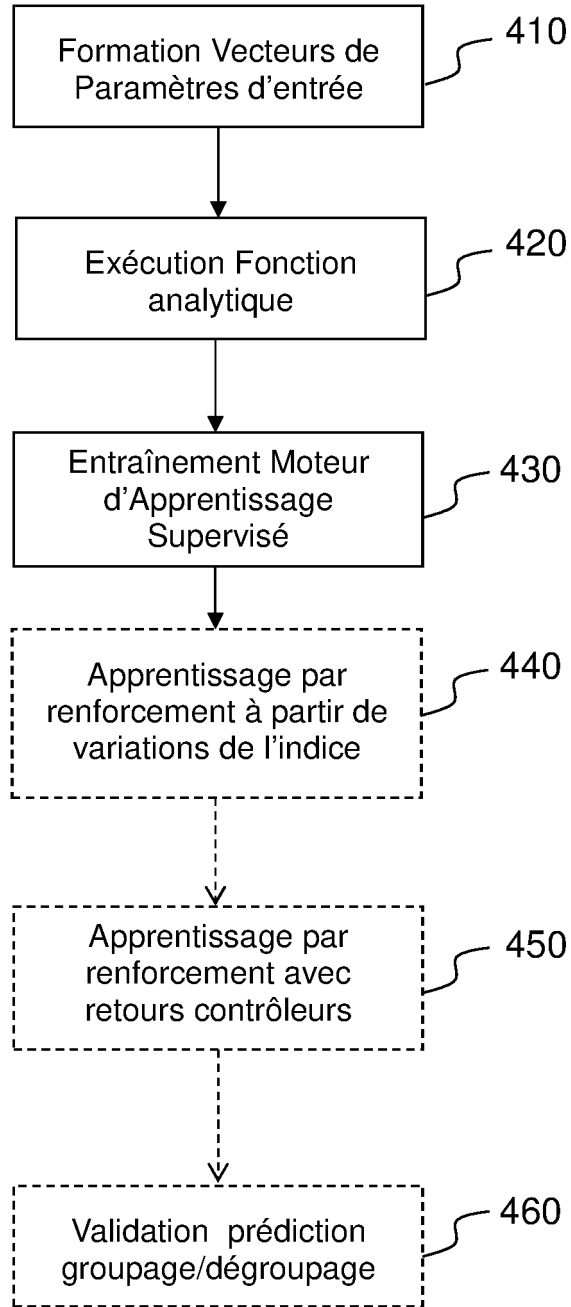 Formation Vecteurs de
Paramètres d'entrée
410
Exécution Fonction
analytique
420
Entraînement Moteur
d'Apprentissage
Supervisé
430
Apprentissage par
renforcement à partir de
variations de l'indice
440
Apprentissage par
renforcement avec
retours contrôleurs
450
Validation prédiction
groupage/dégroupage
460